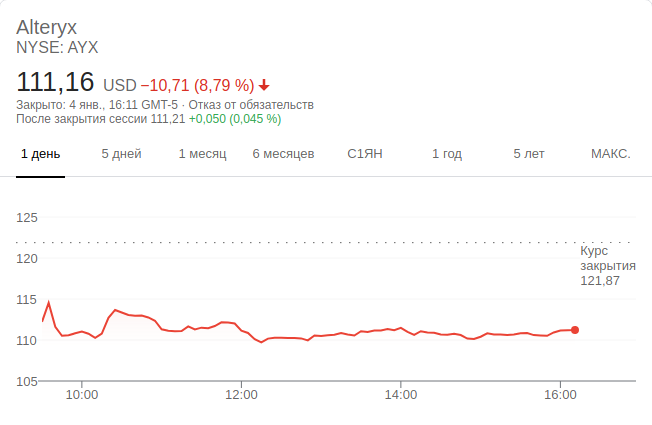 Alteryx
NYSE: AYX
111,16 USD −10,71 (8,79 %)
Закрыто: 4 янв., 16:11 GMT-5 · Отказ от обязательств
После закрытия сессии 111,21 +0,050 (0,045 %)
1 день 5 дней 1 месяц 6 месяцев С1ЯН 1 год 5 лет МАКС.
125
120
115
110
105
Курс
закрытия
121,87
10:00 12:00 14:00 16:00